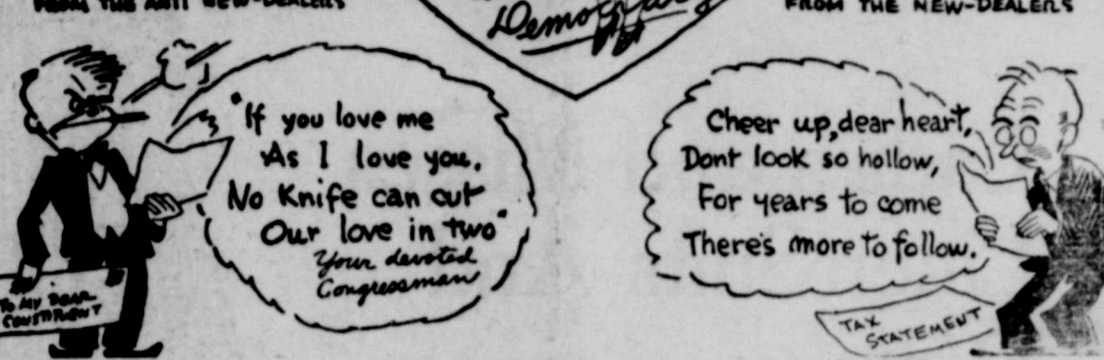 FROM THE ANTI NEW-DEALERS
FROM THE NEW-DEALERS
"If you love me
As I love you,
No Knife can cut
Our love in two"
Your devoted
Congressman
TO MY DEAR
CONSTITUENT
Cheer up, dear heart,
Dont look so hollow,
For years to come
There's more to follow.
TAX
STATEMENT